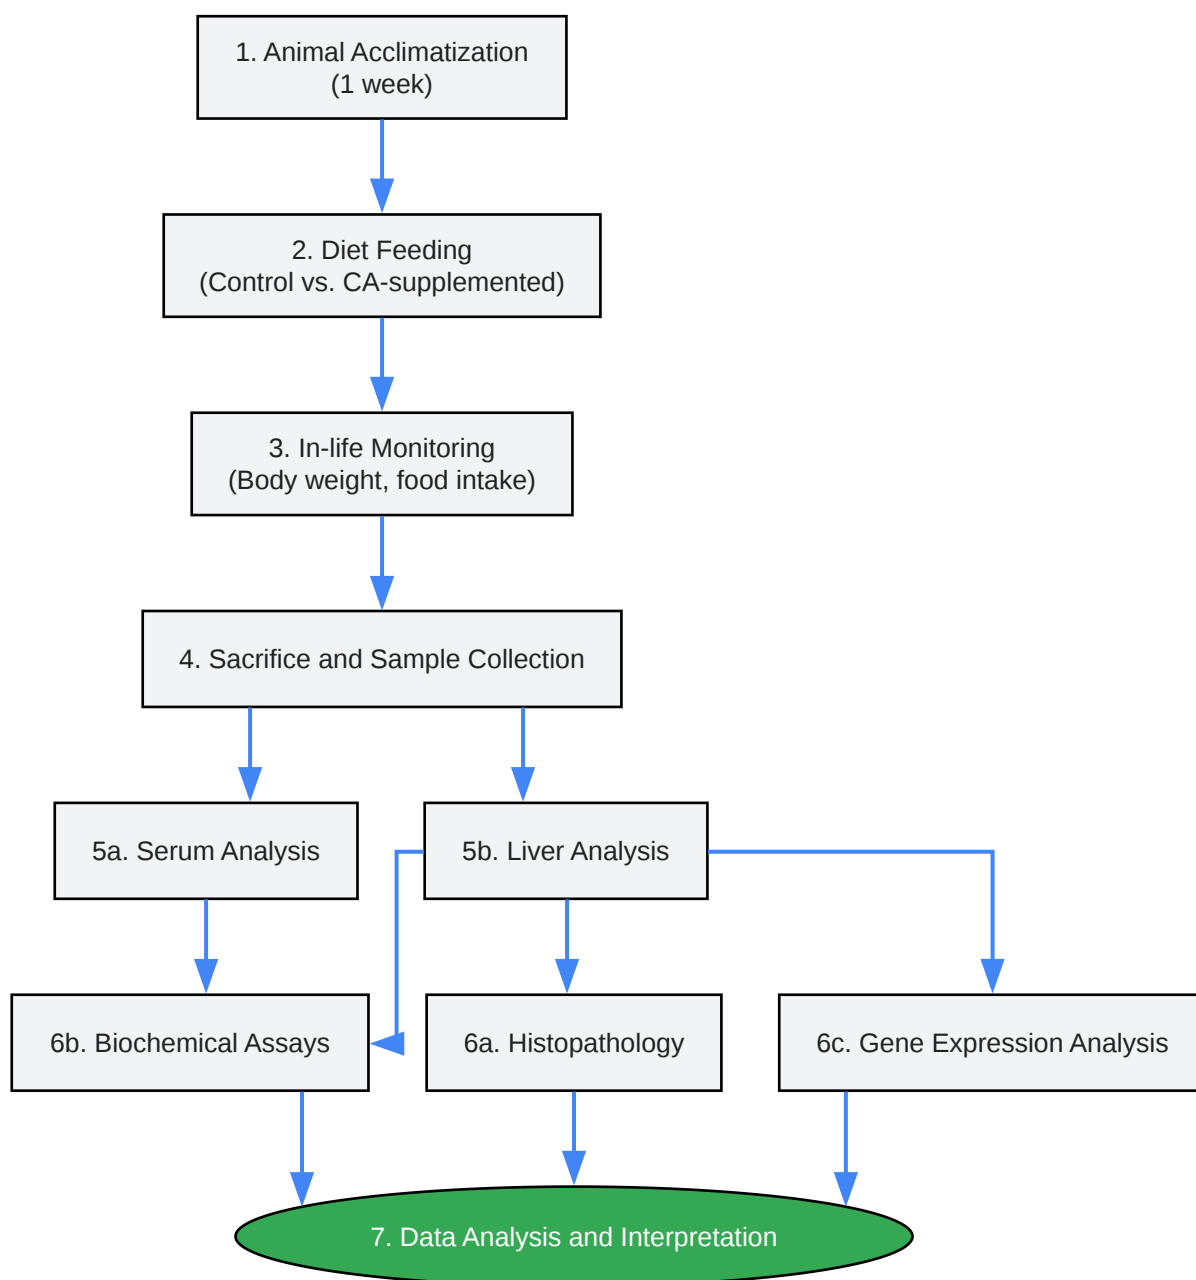 1. Animal Acclimatization
(1 week)
2. Diet Feeding
(Control vs. CA-supplemented)
3. In-life Monitoring
(Body weight, food intake)
4. Sacrifice and Sample Collection
5a. Serum Analysis
5b. Liver Analysis
6b. Biochemical Assays
6a. Histopathology
6c. Gene Expression Analysis
7. Data Analysis and Interpretation